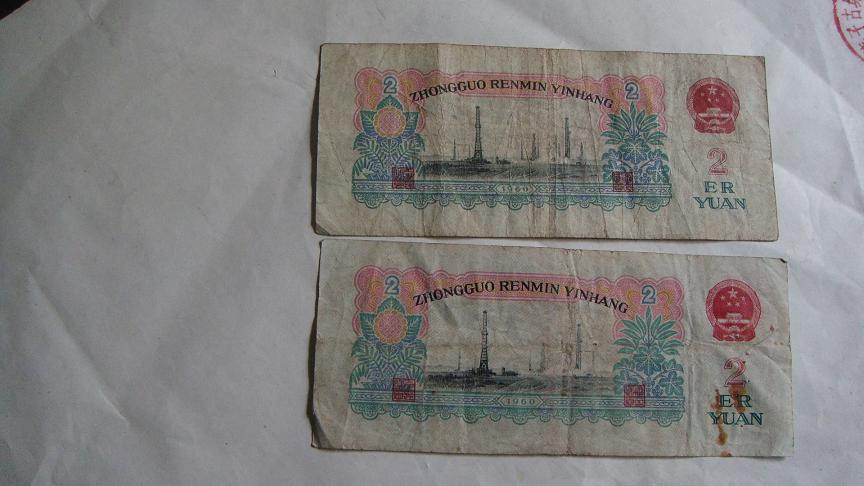 2 ZHONGGUO RENMIN YINHANG 2
2
ER
YUAN
1960
2 ZHONGGUO RENMIN YINHANG 2
2
ER
YUAN
1960